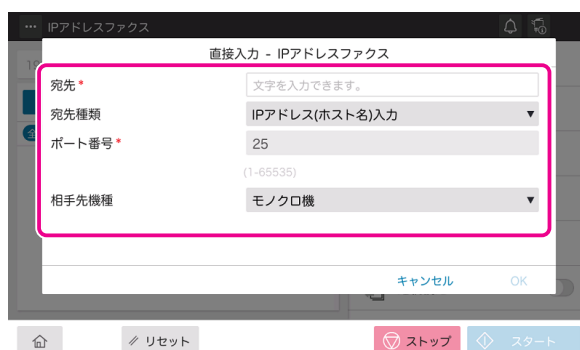 IPアドレスファクス
直接入力 - IPアドレスファクス
宛先*
文字を入力できます。
宛先種類
IPアドレス(ホスト名)入力
ポート番号*
25
(1-65535)
相手先機種
モノクロ機
キャンセル
OK
リセット
ストップ
スタート